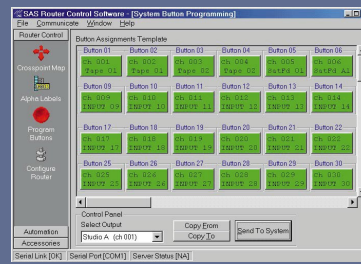 SAS Router Control Software - [System Button Programming]
File Communicate Window Help
Router Control
Crosspoint Map
Alpha Labels
Program Buttons
Configure Router
Automation
Accessories
Button Assignments Template
Button 01 Button 02 Button 03 Button 04 Button 05 Button 06
Ch 001 Ch 002 Ch 003 Ch 004 Ch 005 Ch 006
Tape 01 Tape 01 Tape 02 Tape 02 SatFd 01 SatFd A1
Button 09 Button 10 Button 11 Button 12 Button 13 Button 14
Ch 009 Ch 010 Ch 011 Ch 012 Ch 013 Ch 014
INPUT 09 INPUT 10 INPUT 11 INPUT 12 INPUT 13 INPUT 14
Button 17 Button 18 Button 19 Button 20 Button 21 Button 22
Ch 017 Ch 018 Ch 019 Ch 020 Ch 021 Ch 022
INPUT 17 INPUT 18 INPUT 19 INPUT 20 INPUT 21 INPUT 22
Button 25 Button 26 Button 27 Button 28 Button 29 Button 30
Ch 025 Ch 026 Ch 027 Ch 028 Ch 029 Ch 030
INPUT 25 INPUT 26 INPUT 27 INPUT 28 INPUT 29 INPUT 30
Control Panel
Select Output
Studio A (ch 001)
Copy From
Copy To
Send To System
Serial Link [OK] Serial Port [COM1] Server Status [NA]